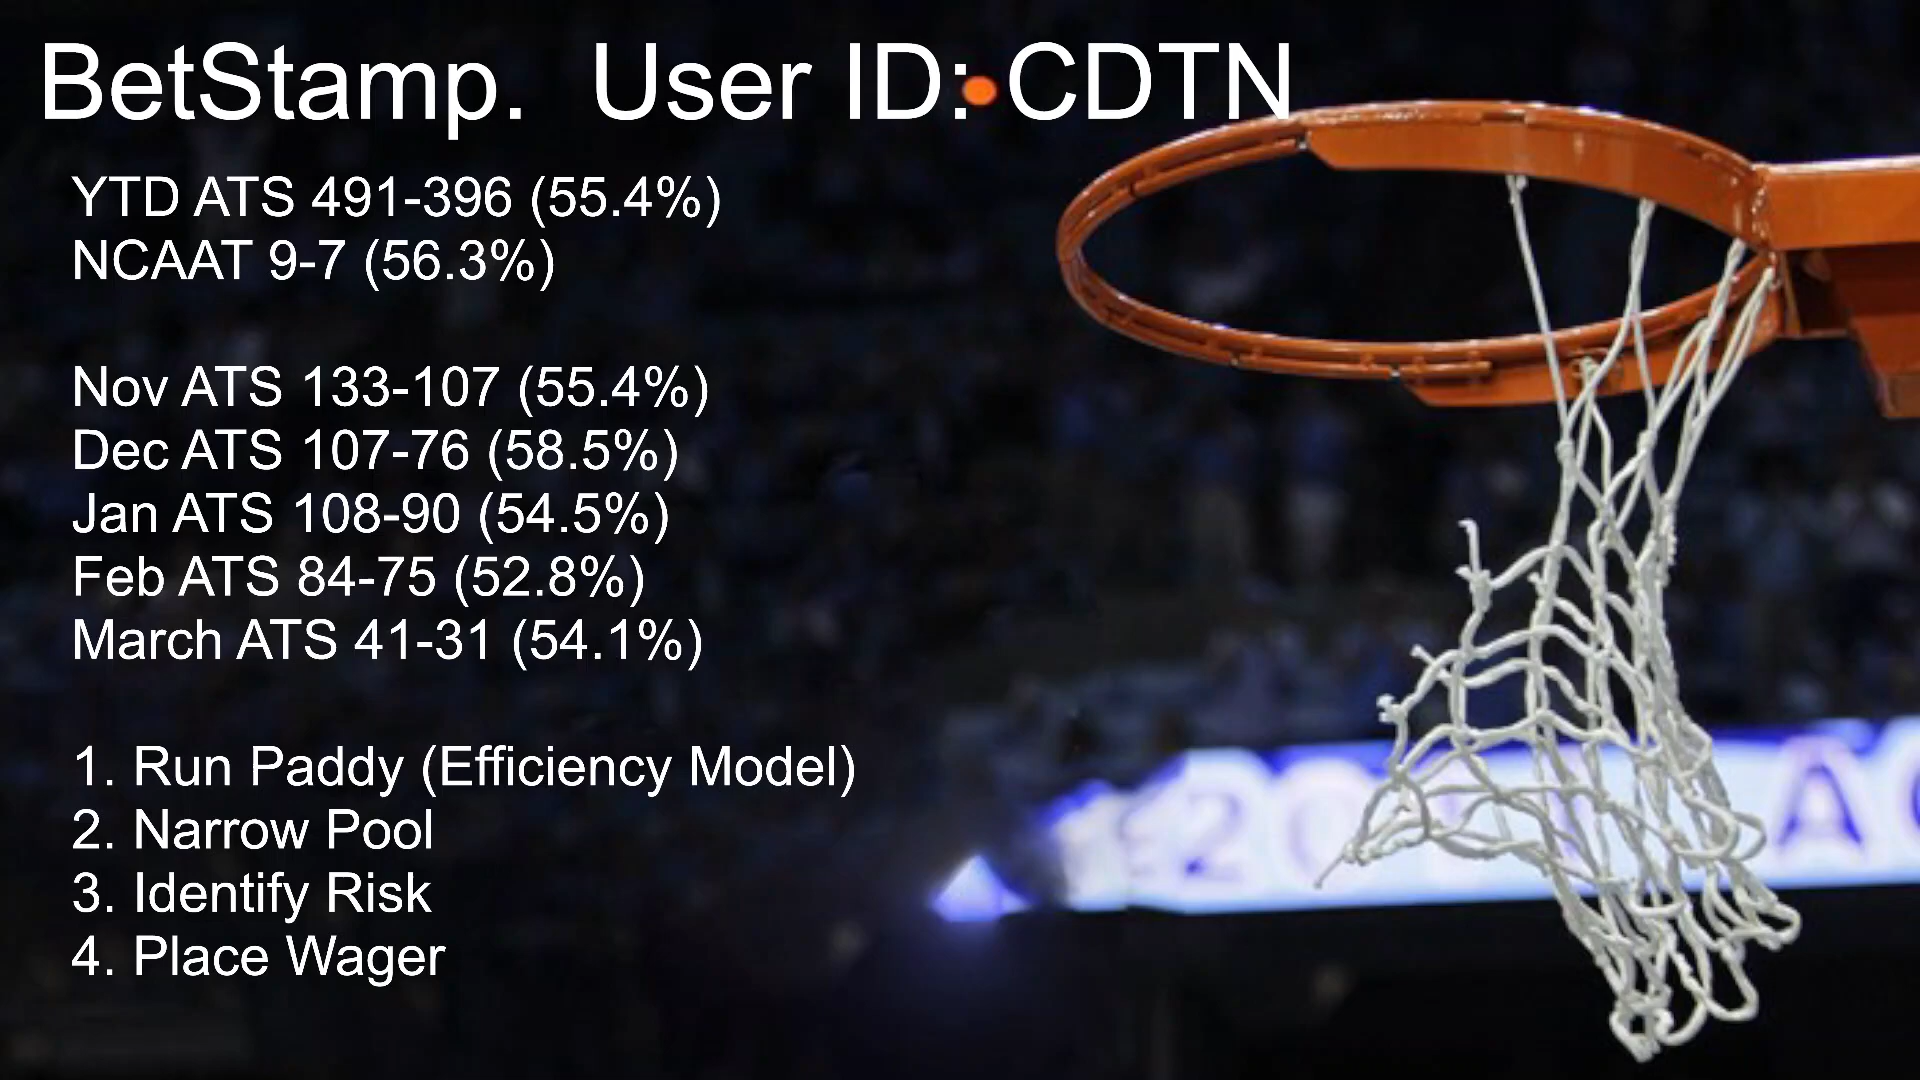 BetStamp.  User ID: CDTN
YTD ATS 491-396 (55.4%)
NCAAT 9-7 (56.3%)
Nov ATS 133-107 (55.4%)
Dec ATS 107-76 (58.5%)
Jan ATS 108-90 (54.5%)
Feb ATS 84-75 (52.8%)
March ATS 41-31 (54.1%)
1. Run Paddy (Efficiency Model)
2. Narrow Pool
3. Identify Risk
4. Place Wager